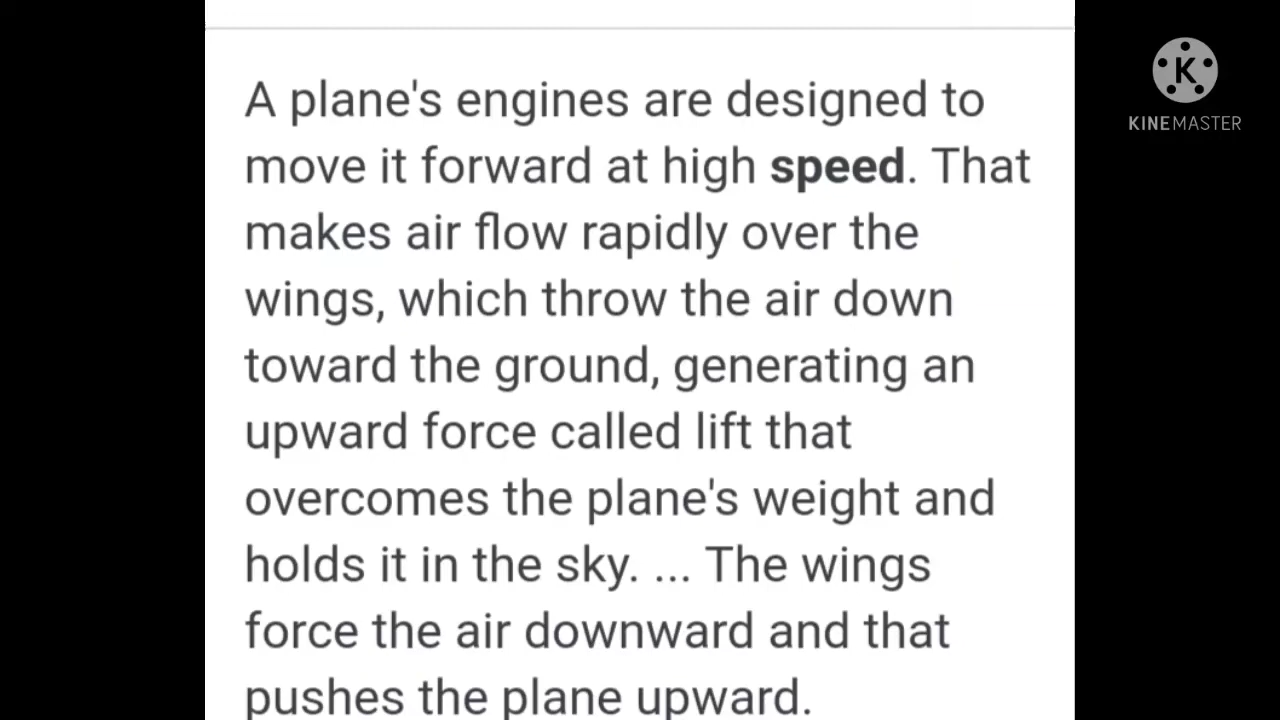 A plane's engines are designed to
move it forward at high speed. That
makes air flow rapidly over the
wings, which throw the air down
toward the ground, generating an
upward force called lift that
overcomes the plane's weight and
holds it in the sky. ... The wings
force the air downward and that
pushes the plane upward.
K
KINEMASTER